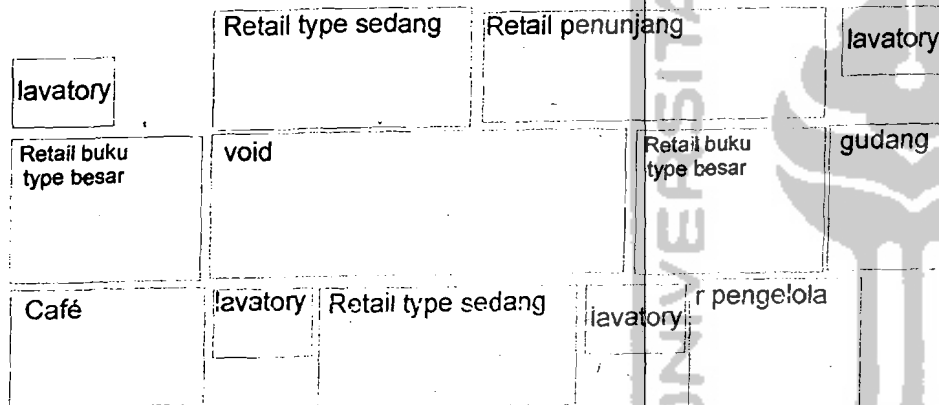 Retail type sedang
Retail penunjang
lavatory
lavatory
Retail buku
type besar
void
Retail buku
type besar
gudang
Café
lavatory
Retail type sedang
lavatory
r pengelola
UNIVERSITA